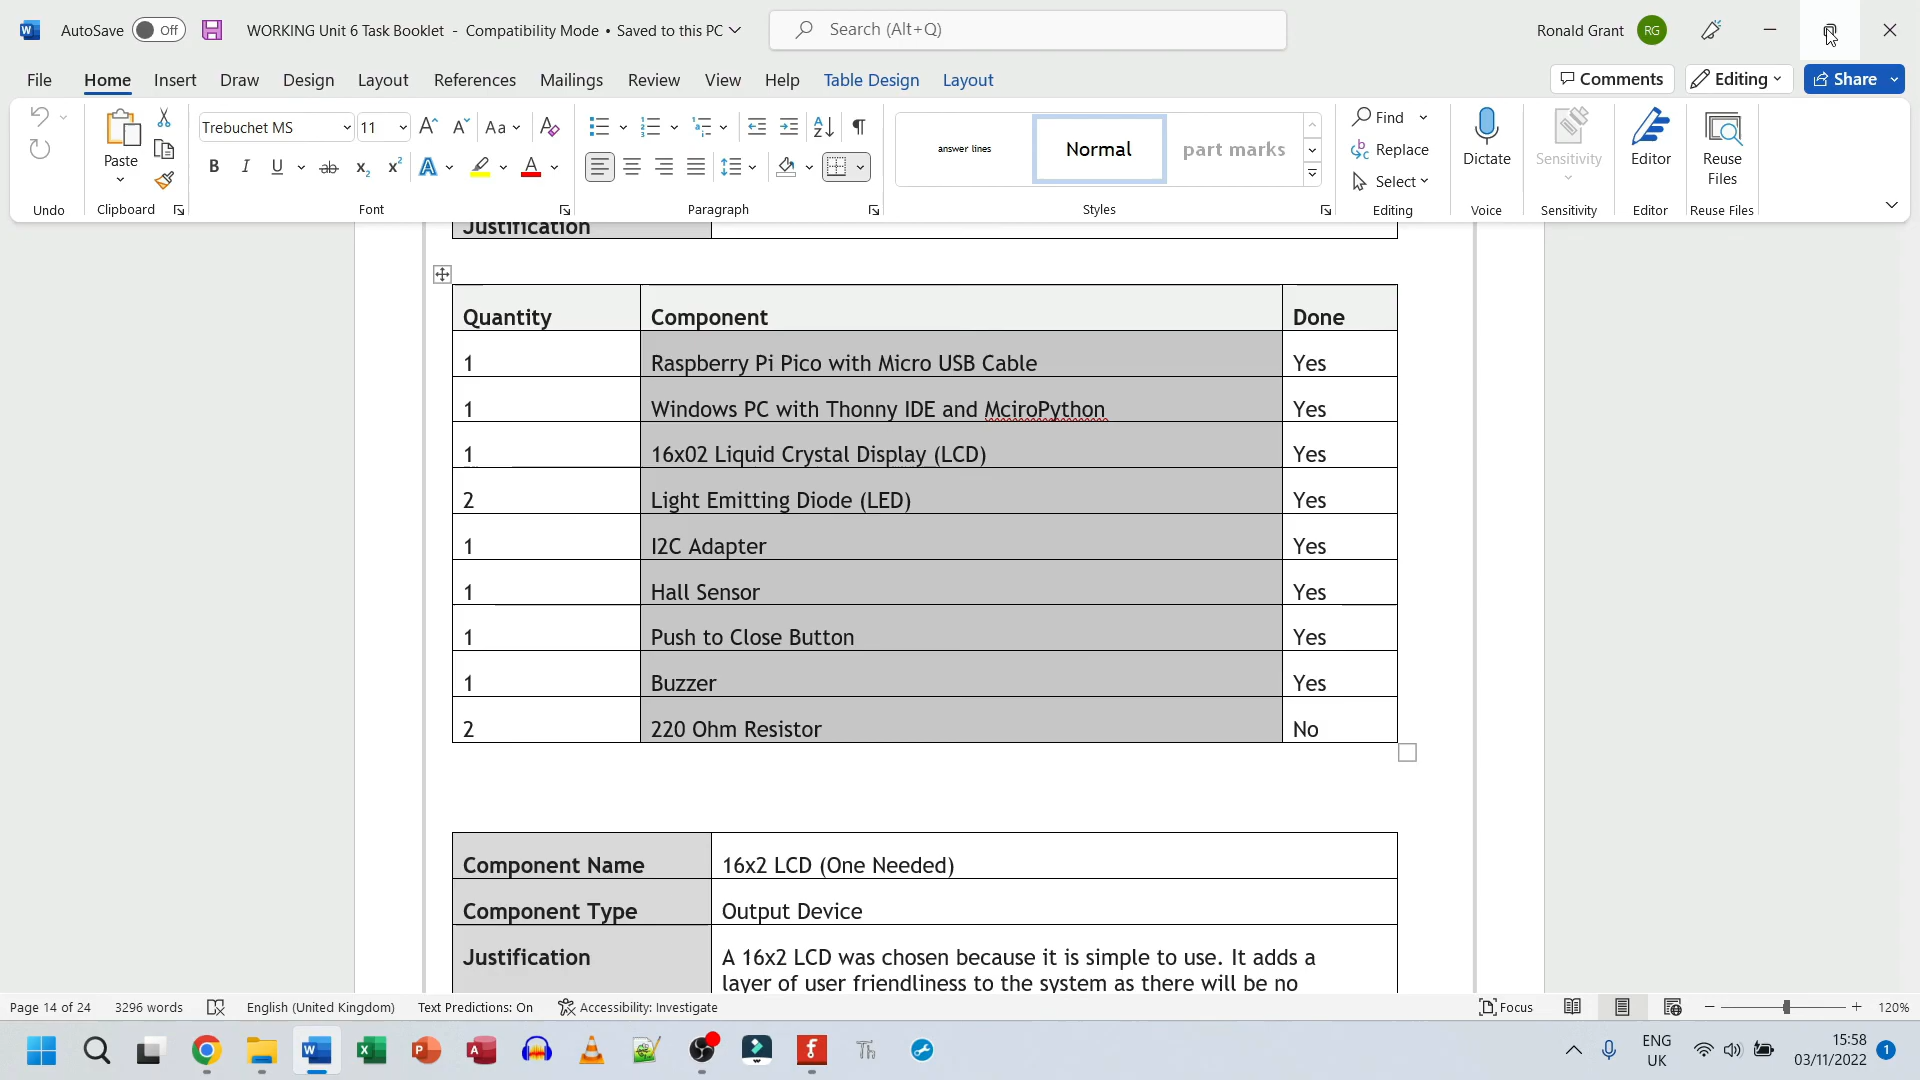 AutoSave Off WORKING Unit 6 Task Booklet - Compatibility Mode • Saved to this PC Search (Alt+Q) Ronald Grant RG
File Home Insert Draw Design Layout References Mailings Review View Help Table Design Layout Comments Editing Share
Trebuchet MS 11 Aa
Paste B I U ab x₂ x² A A
answer lines Normal part marks
Find
Replace
Select
Dictate Sensitivity Editor Reuse Files
Undo Clipboard Font Paragraph Styles Editing Voice Sensitivity Editor Reuse Files
Justification
Quantity Component Done
1 Raspberry Pi Pico with Micro USB Cable Yes
1 Windows PC with Thonny IDE and MciroPython Yes
1 16x02 Liquid Crystal Display (LCD) Yes
2 Light Emitting Diode (LED) Yes
1 I2C Adapter Yes
1 Hall Sensor Yes
1 Push to Close Button Yes
1 Buzzer Yes
2 220 Ohm Resistor No
Component Name 16x2 LCD (One Needed)
Component Type Output Device
Justification A 16x2 LCD was chosen because it is simple to use. It adds a
layer of user friendliness to the system as there will be no
Page 14 of 24 3296 words English (United Kingdom) Text Predictions: On Accessibility: Investigate Focus 120%
ENG
UK
15:58
03/11/2022
1